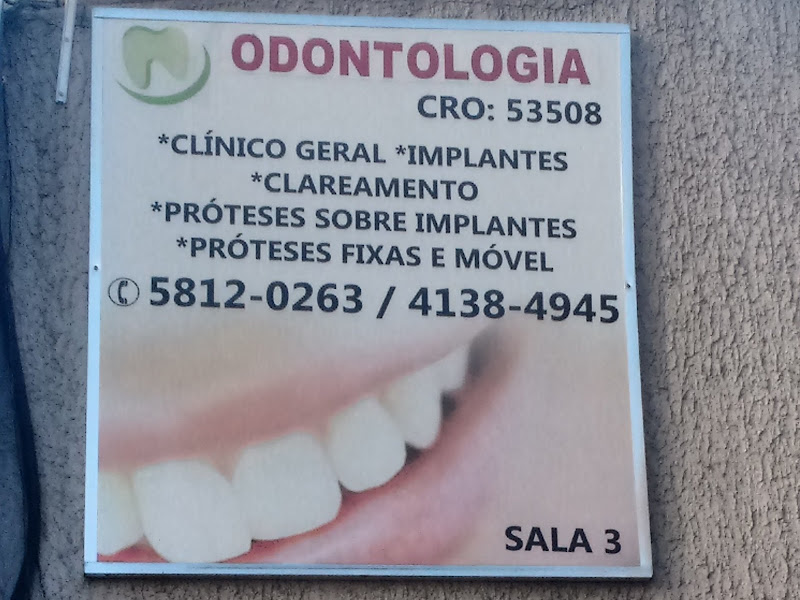 ODONTOLOGIA
CRO: 53508
*CLÍNICO GERAL *IMPLANTES
*CLAREAMENTO
*PRÓTESES SOBRE IMPLANTES
*PRÓTESES FIXAS E MÓVEL
5812-0263 / 4138-4945
SALA 3